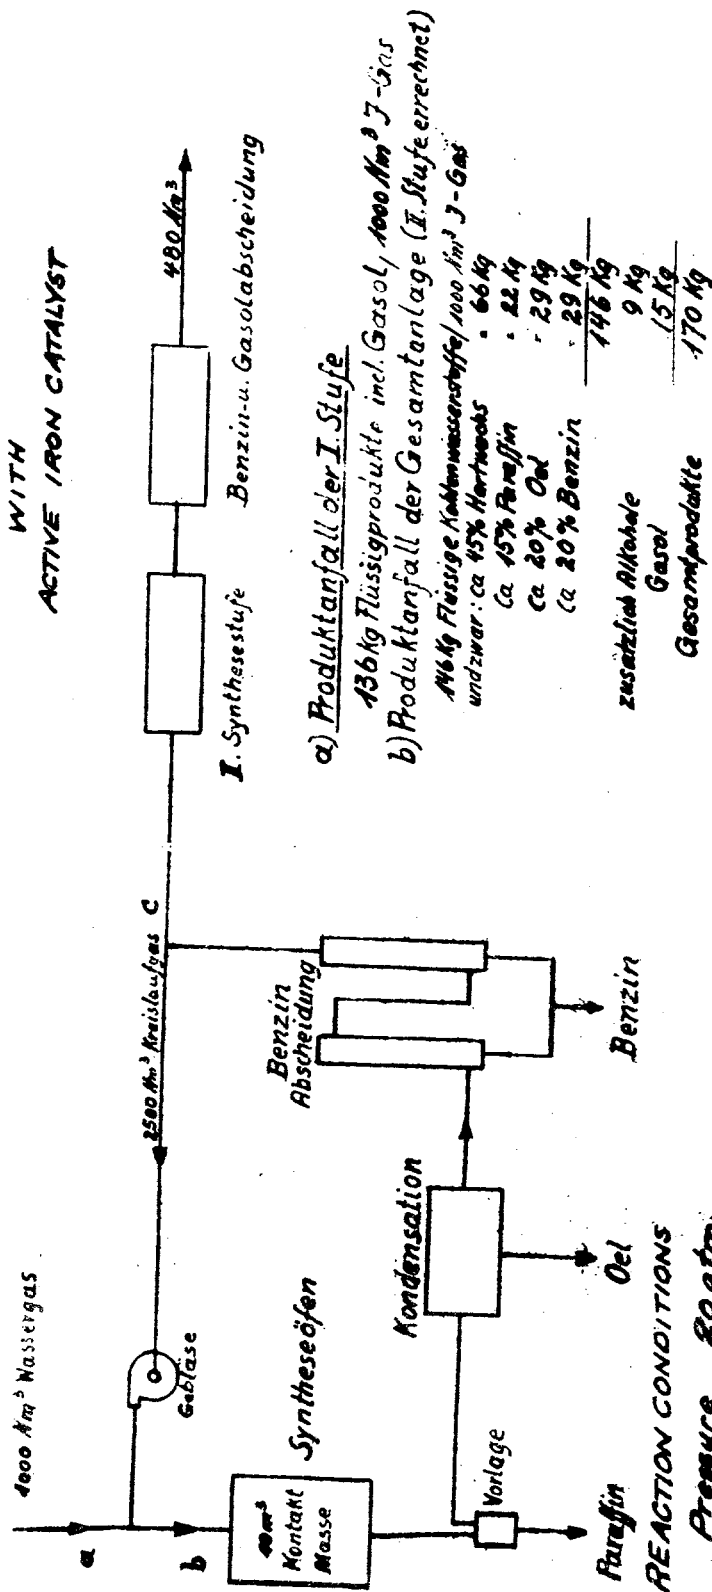 WITH
ACTIVE IRON CATALYST
1000 Nm³ Wassergas
a
b
Gebläse
2500 Nm³ Kreislaufgas C
480 Nm³
I. Synthesestufe
Benzin-u. Gasolabscheidung
10 m³
Kontakt
Masse
Syntheseöfen
Vorlage
Paraffin
Kondensation
Oel
Benzin
Abscheidung
Benzin
a) Produktanfall der I. Stufe
136 kg Flüssigprodukte incl. Gasol, 1000 Nm³ J-Gas
b) Produktanfall der Gesamtanlage (II. Stufe errechnet)
146 kg Flüssige Kohlenwasserstoffe/1000 Nm³ J-Gas
und zwar: ca 45% Hartwachs = 66 Kg
Ca 15% Paraffin = 22 Kg
Ca 20% Oel - 29 Kg
Ca 20% Benzin - 29 Kg
146 Kg
zusätzlich Alkohole 9 Kg
Gasol 15 Kg
Gesamtprodukte 170 Kg
REACTION CONDITIONS
Pressure 20 atm.